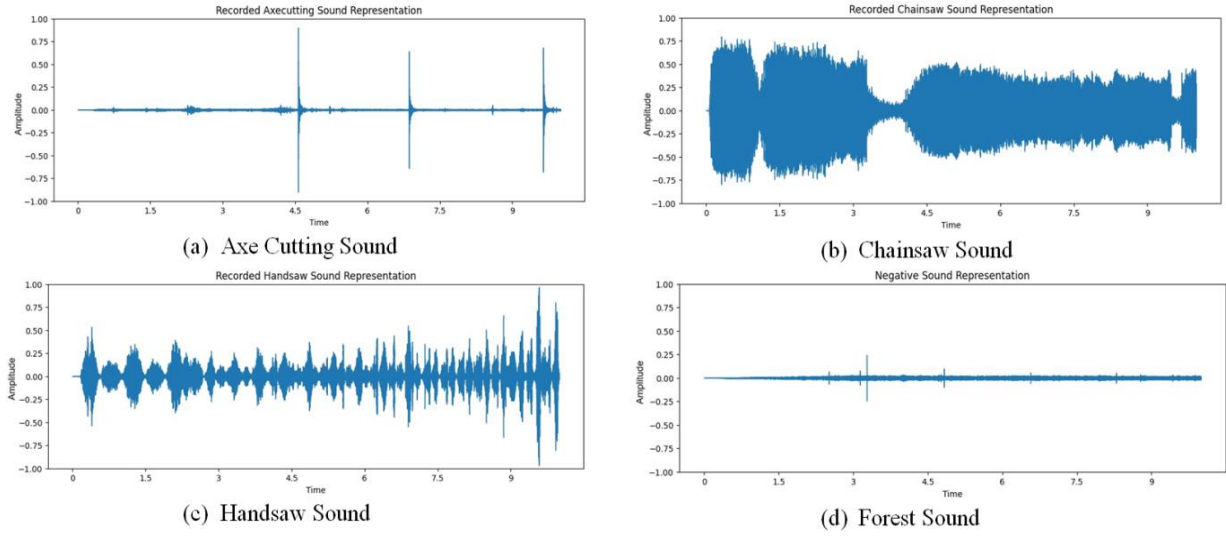 Recorded Axecutting Sound Representation
1.00
0.75
0.50
0.25
0.00
−0.25
−0.50
−0.75
−1.00
Amplitude
0 1.5 3 4.5 6 7.5 9
Time
(a) Axe Cutting Sound
Recorded Chainsaw Sound Representation
1.00
0.75
0.50
0.25
0.00
−0.25
−0.50
−0.75
−1.00
Amplitude
0 1.5 3 4.5 6 7.5 9
Time
(b) Chainsaw Sound
Recorded Handsaw Sound Representation
1.00
0.75
0.50
0.25
0.00
−0.25
−0.50
−0.75
−1.00
Amplitude
0 1.5 3 4.5 6 7.5 9
Time
(c) Handsaw Sound
Negative Sound Representation
1.00
0.75
0.50
0.25
0.00
−0.25
−0.50
−0.75
−1.00
Amplitude
0 1.5 3 4.5 6 7.5 9
Time
(d) Forest Sound